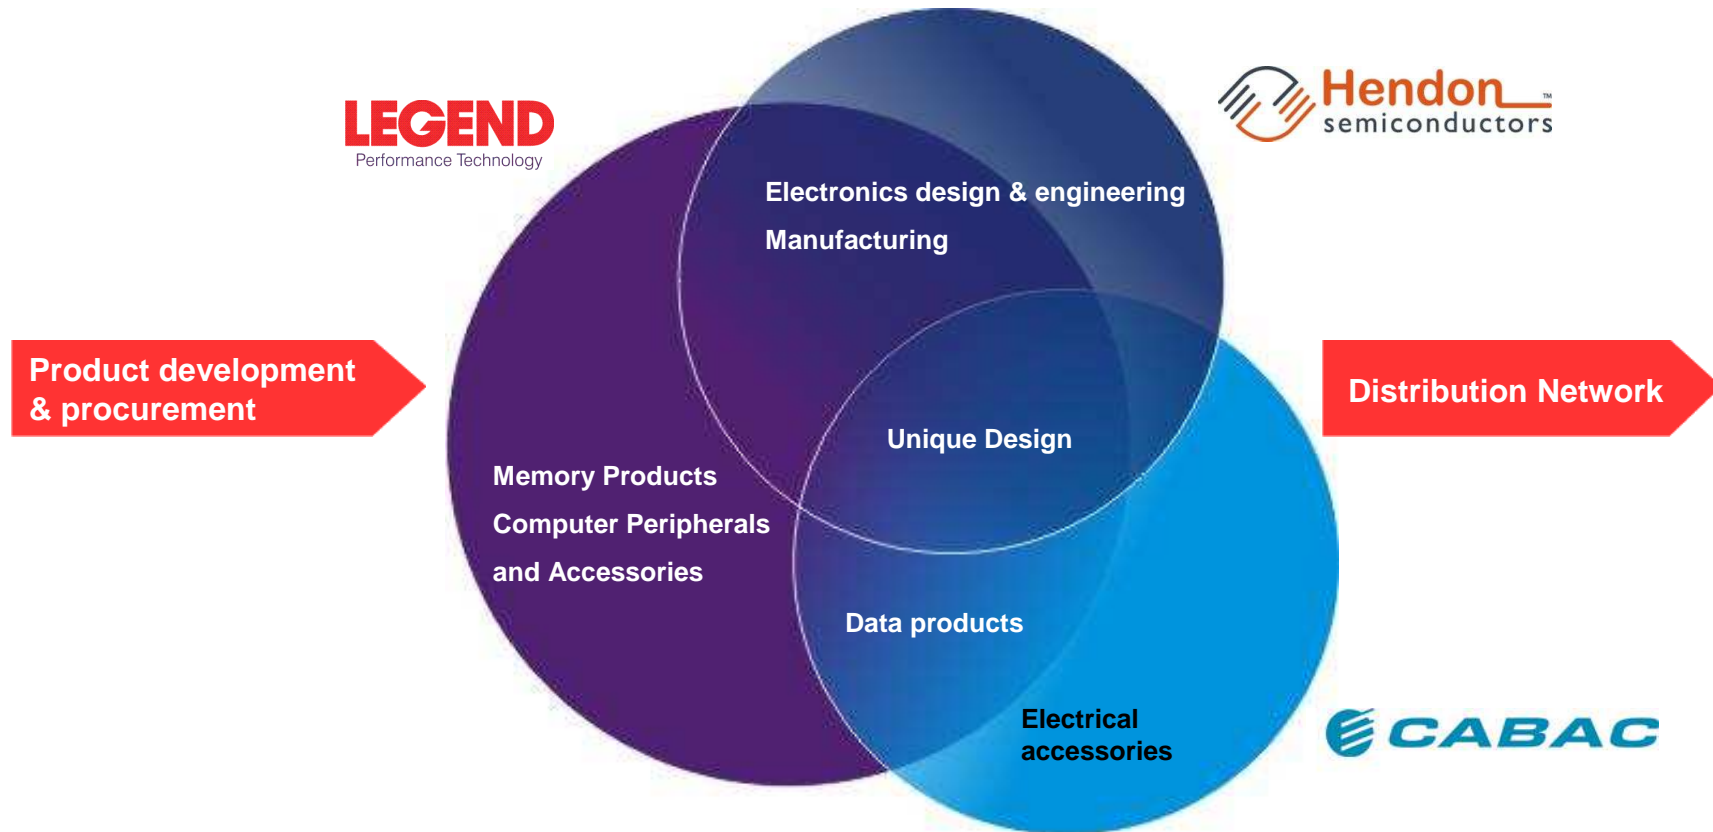 LEGEND
Performance Technology
Hendon™
semiconductors
Electronics design & engineering
Manufacturing
Product development
& procurement
Distribution Network
Unique Design
Memory Products
Computer Peripherals
and Accessories
Data products
Electrical
accessories
CABAC